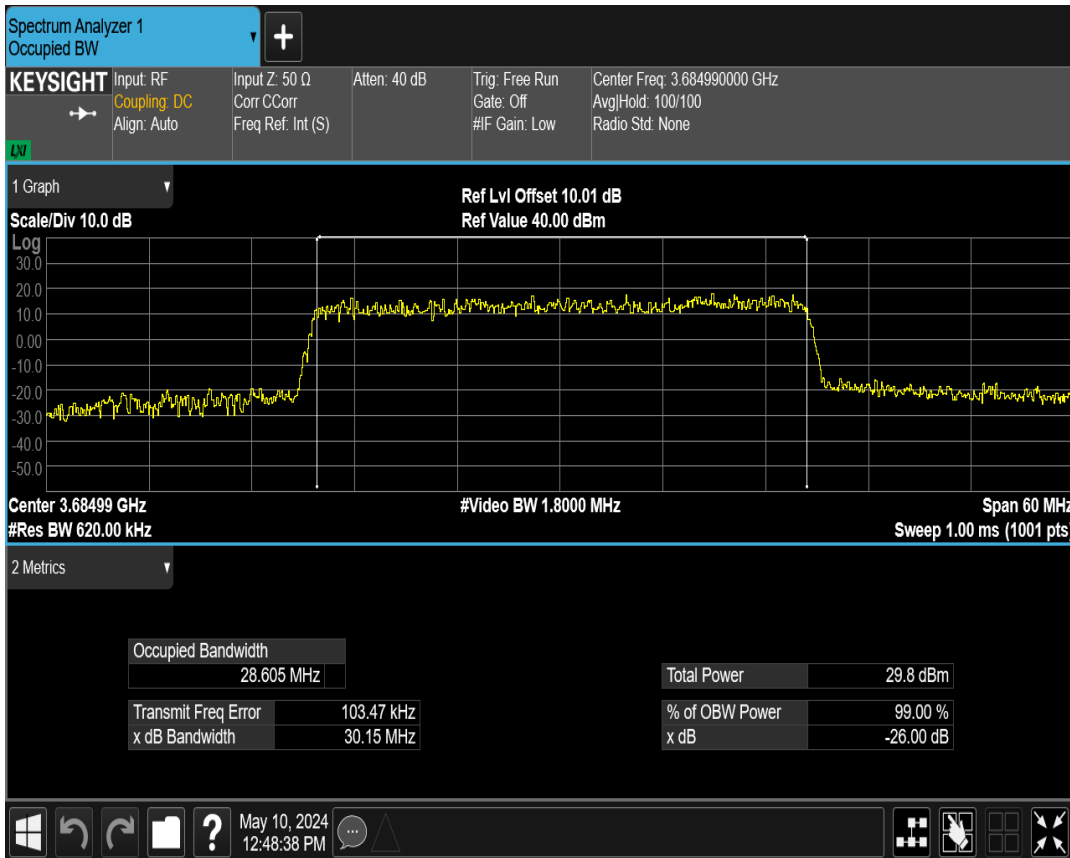 Spectrum Analyzer 1
Occupied BW
+
KEYSIGHT
LXI
Input: RF
Coupling: DC
Align: Auto
Input Z: 50 Ω
Corr CCorr
Freq Ref: Int (S)
Atten: 40 dB
Trig: Free Run
Gate: Off
#IF Gain: Low
Center Freq: 3.684990000 GHz
Avg|Hold: 100/100
Radio Std: None
1 Graph
Scale/Div 10.0 dB
Ref Lvl Offset 10.01 dB
Ref Value 40.00 dBm
Log
30.0
20.0
10.0
0.00
-10.0
-20.0
-30.0
-40.0
-50.0
Center 3.68499 GHz
#Video BW 1.8000 MHz
Span 60 MHz
#Res BW 620.00 kHz
Sweep 1.00 ms (1001 pts)
2 Metrics
Occupied Bandwidth
28.605 MHz
Total Power 29.8 dBm
Transmit Freq Error 103.47 kHz
% of OBW Power 99.00 %
x dB Bandwidth 30.15 MHz
x dB -26.00 dB
?
May 10, 2024
12:48:38 PM